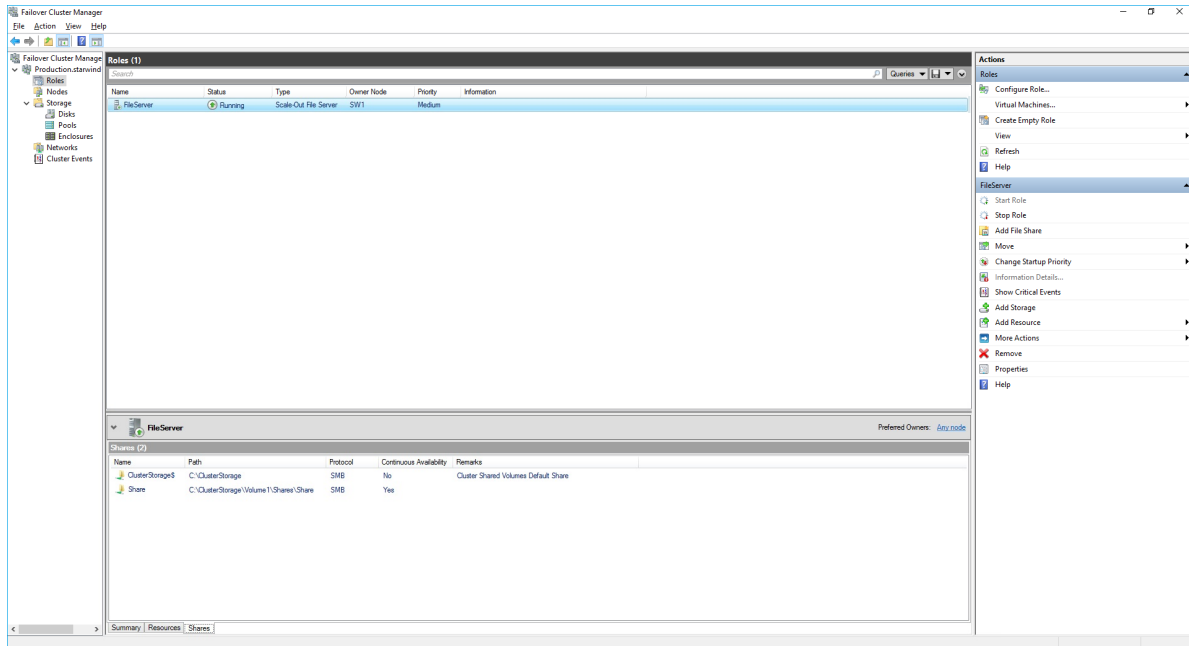 Failover Cluster Manager
File Action View Help
Failover Cluster Manage
Production.starwind
Roles
Nodes
Storage
Disks
Pools
Enclosures
Networks
Cluster Events
Roles (1)
Search
Queries
Name Status Type Owner Node Priority Information
FileServer Running Scale-Out File Server SW1 Medium
FileServer
Preferred Owners: Any node
Shares (2)
Name Path Protocol Continuous Availability Remarks
ClusterStorage$ C:\ClusterStorage SMB No Cluster Shared Volumes Default Share
Share C:\ClusterStorage\Volume1\Shares\Share SMB Yes
Summary Resources Shares
Actions
Roles
Configure Role...
Virtual Machines...
Create Empty Role
View
Refresh
Help
FileServer
Start Role
Stop Role
Add File Share
Move
Change Startup Priority
Information Details...
Show Critical Events
Add Storage
Add Resource
More Actions
Remove
Properties
Help